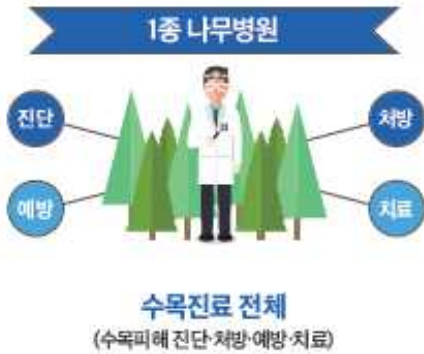 1종 나무병원
진단
처방
예방
치료
수목진료 전체
(수목피해 진단·처방·예방·치료)